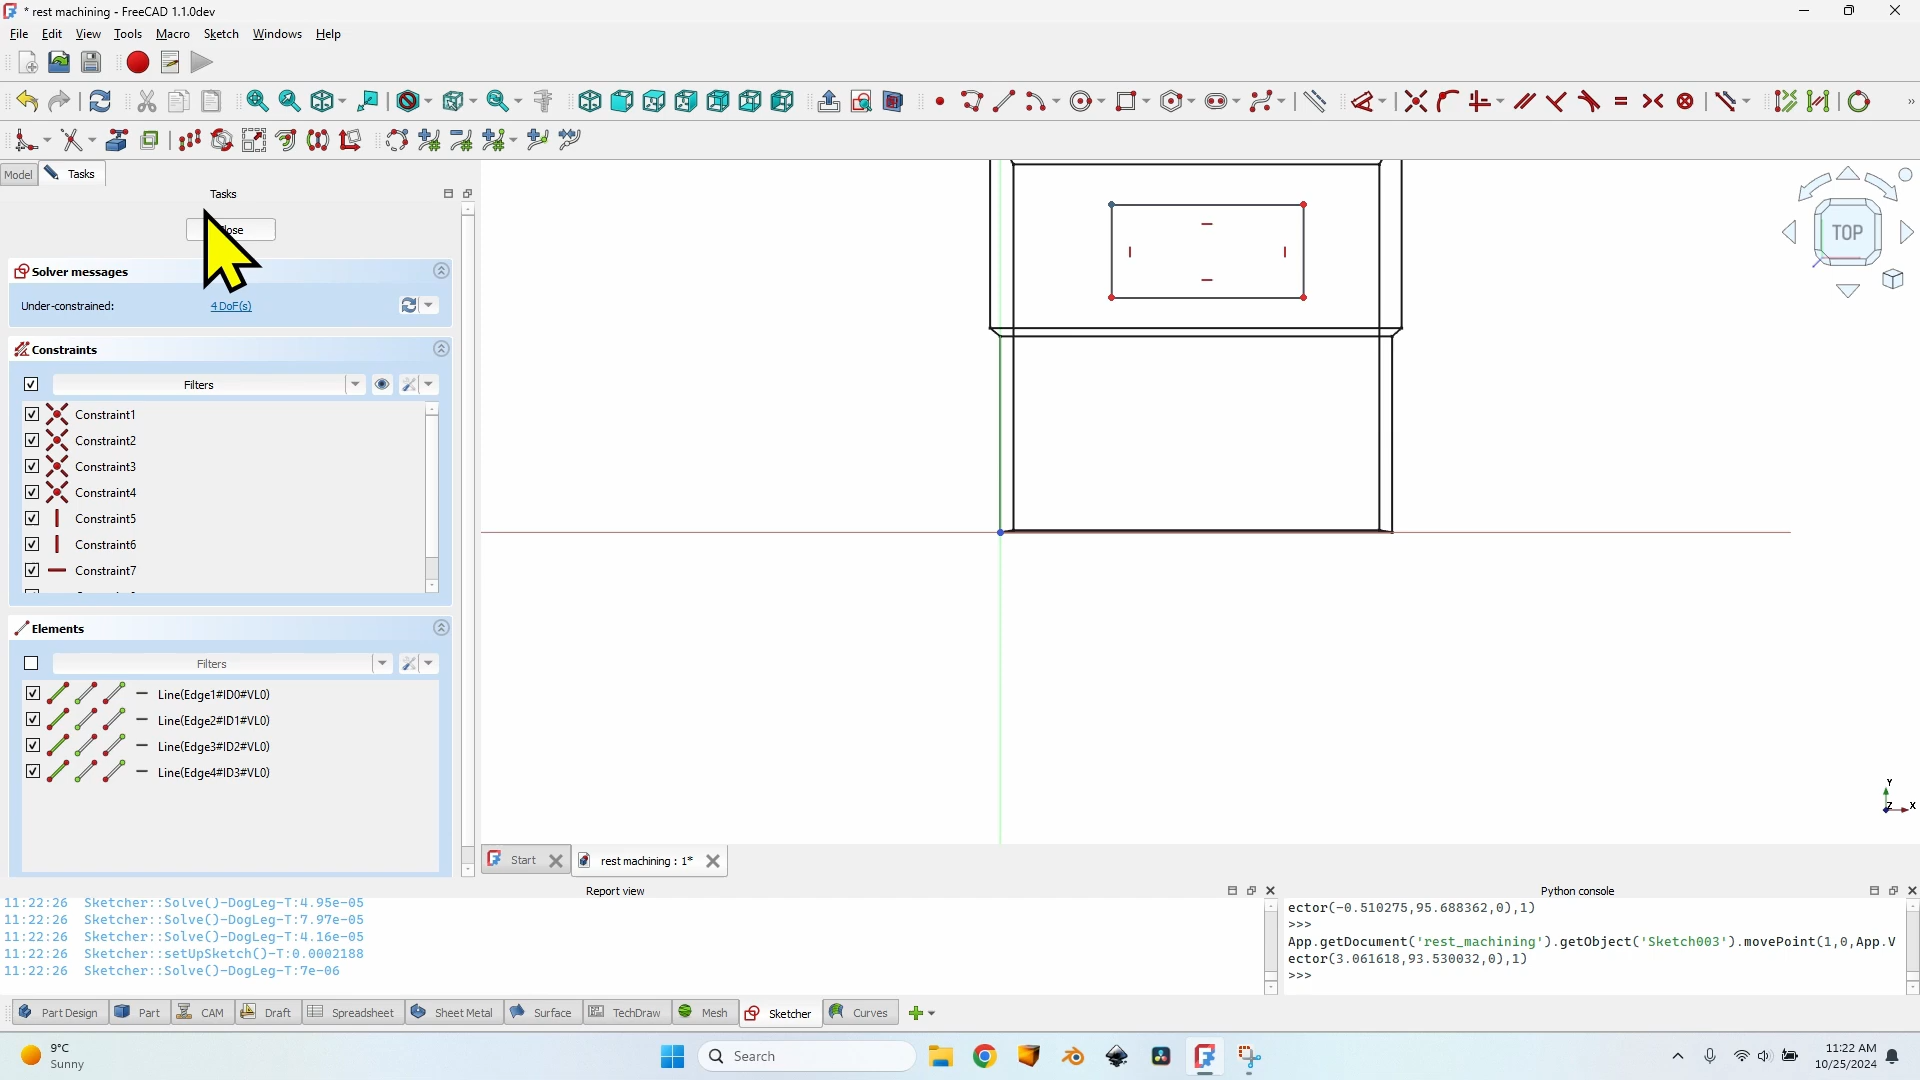 * rest machining - FreeCAD 1.1.0dev
File Edit View Tools Macro Sketch Windows Help
Model Tasks
Tasks
Solver messages
Under-constrained: 4 DoF(s)
Constraints
Filters
Constraint1
Constraint2
Constraint3
Constraint4
Constraint5
Constraint6
Constraint7
Elements
Filters
Line(Edge1#ID0#VL0)
Line(Edge2#ID1#VL0)
Line(Edge3#ID2#VL0)
Line(Edge4#ID3#VL0)
TOP
Y
Z X
Start rest machining : 1*
Report view
11:22:26 Sketcher::Solve()-DogLeg-T:4.95e-05
11:22:26 Sketcher::Solve()-DogLeg-T:7.97e-05
11:22:26 Sketcher::Solve()-DogLeg-T:4.16e-05
11:22:26 Sketcher::setUpSketch()-T:0.0002188
11:22:26 Sketcher::Solve()-DogLeg-T:7e-06
Python console
ector(-0.510275,95.688362,0),1)
>>>
App.getDocument('rest_machining').getObject('Sketch003').movePoint(1,0,App.V
ector(3.061618,93.530032,0),1)
>>>
Part Design Part CAM Draft Spreadsheet Sheet Metal Surface TechDraw Mesh Sketcher Curves
9°C
Sunny
Search
11:22 AM
10/25/2024